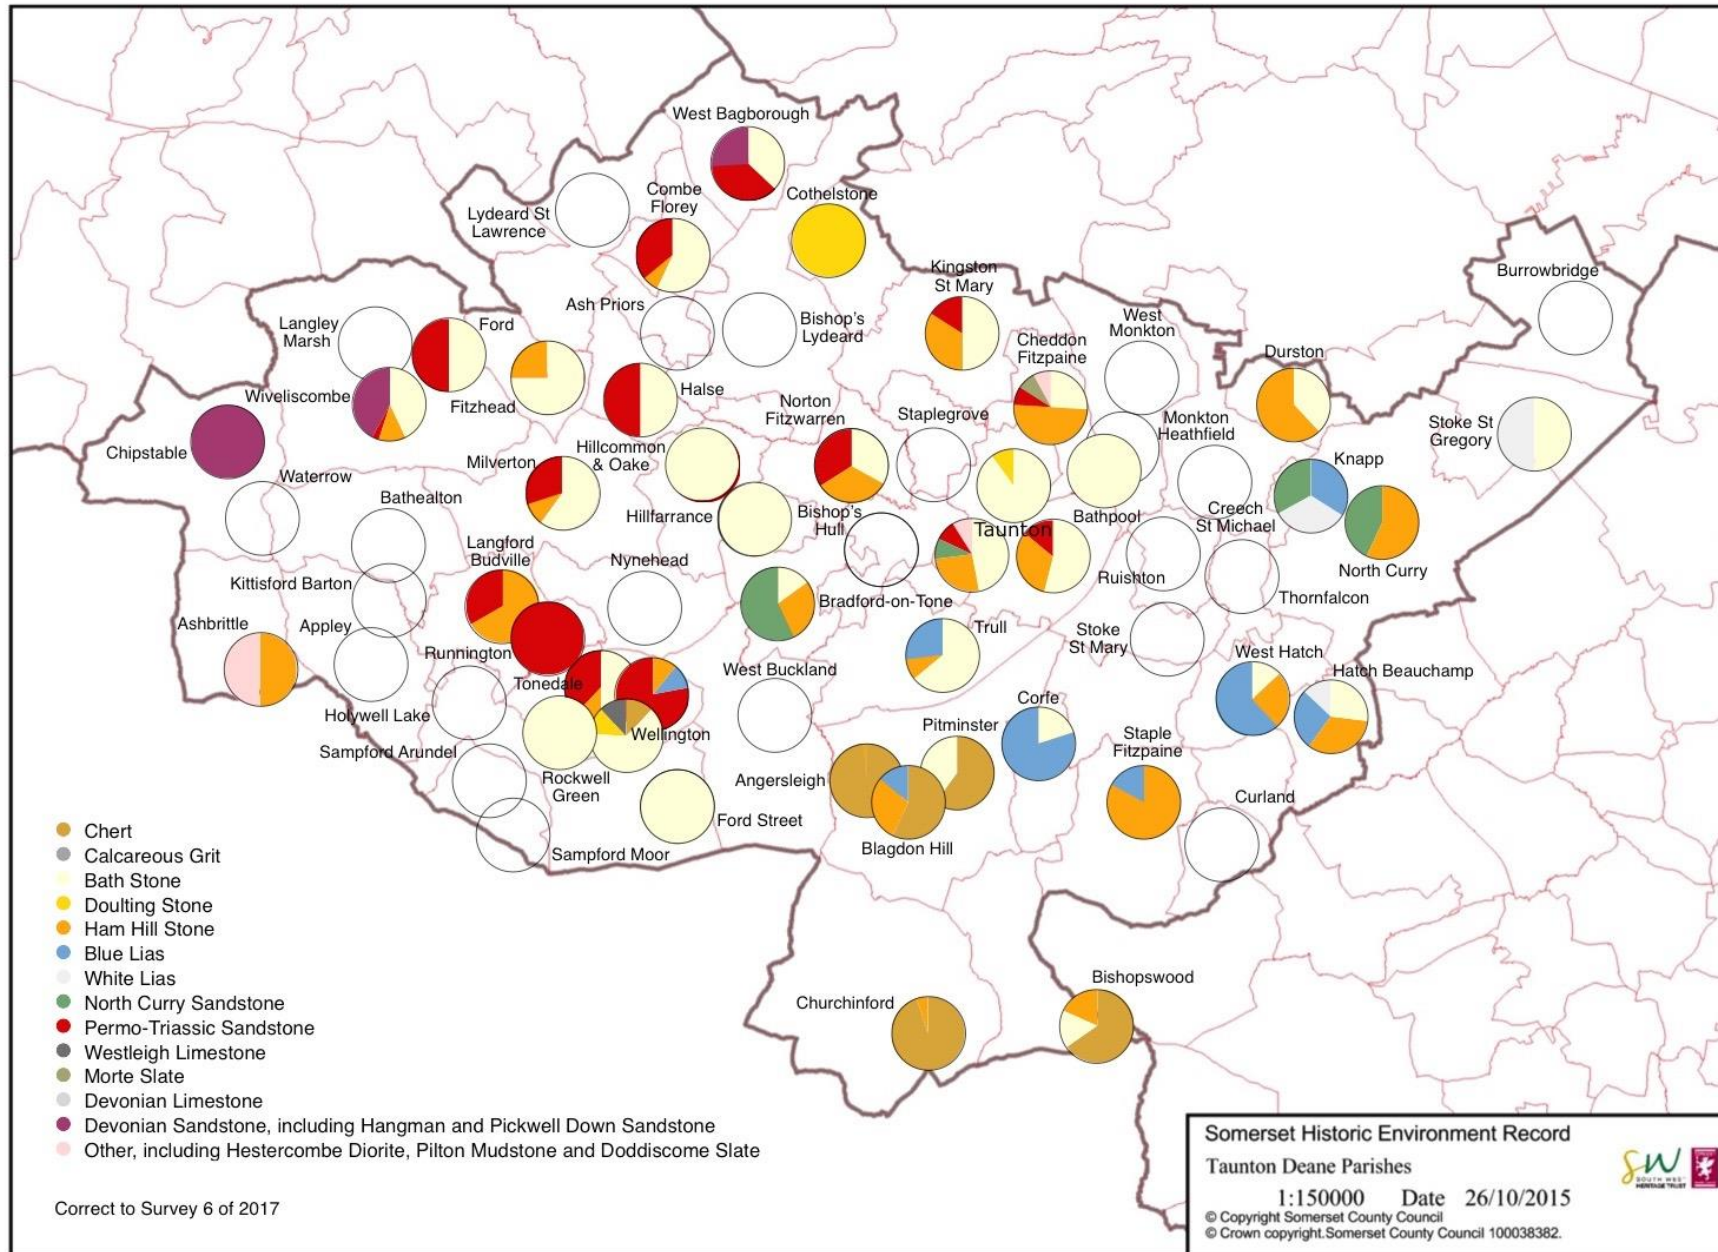 West Bagborough
Combe
Florey
Cothelstone
Lydeard St
Lawrence
Kingston
St Mary
Burrowbridge
Ash Priors
Bishop's
Lydeard
West
Monkton
Langley
Marsh
Ford
Cheddon
Fitzpaine
Durston
Wiveliscombe
Fitzhead
Halse
Norton
Fitzwarren
Staplegrove
Monkton
Heathfield
Stoke St
Gregory
Chipstable
Hillcommon
& Oake
Milverton
Knapp
Waterrow
Bathealton
Hillfarrance
Bishop's
Hull
Taunton
Bathpool
Creech
St Michael
North Curry
Langford
Budville
Nynehead
Kittisford Barton
Ruishton
Thornfalcon
Bradford-on-Tone
Ashbrittle
Appley
Trull
Stoke
St Mary
Runnington
West Buckland
West Hatch
Hatch Beauchamp
Tonedale
Corfe
Holywell Lake
Pitminster
Wellington
Staple
Fitzpaine
Sampford Arundel
Rockwell
Green
Angersleigh
Curland
Ford Street
Blagdon Hill
Sampford Moor
Churchinford
Bishopswood
Chert
Calcareous Grit
Bath Stone
Doulting Stone
Ham Hill Stone
Blue Lias
White Lias
North Curry Sandstone
Permo-Triassic Sandstone
Westleigh Limestone
Morte Slate
Devonian Limestone
Devonian Sandstone, including Hangman and Pickwell Down Sandstone
Other, including Hestercombe Diorite, Pilton Mudstone and Doddiscome Slate
Correct to Survey 6 of 2017
Somerset Historic Environment Record
Taunton Deane Parishes
1:150000 Date 26/10/2015
© Copyright Somerset County Council
© Crown copyright.Somerset County Council 100038382.
SW
SOUTH WEST
HERITAGE TRUST